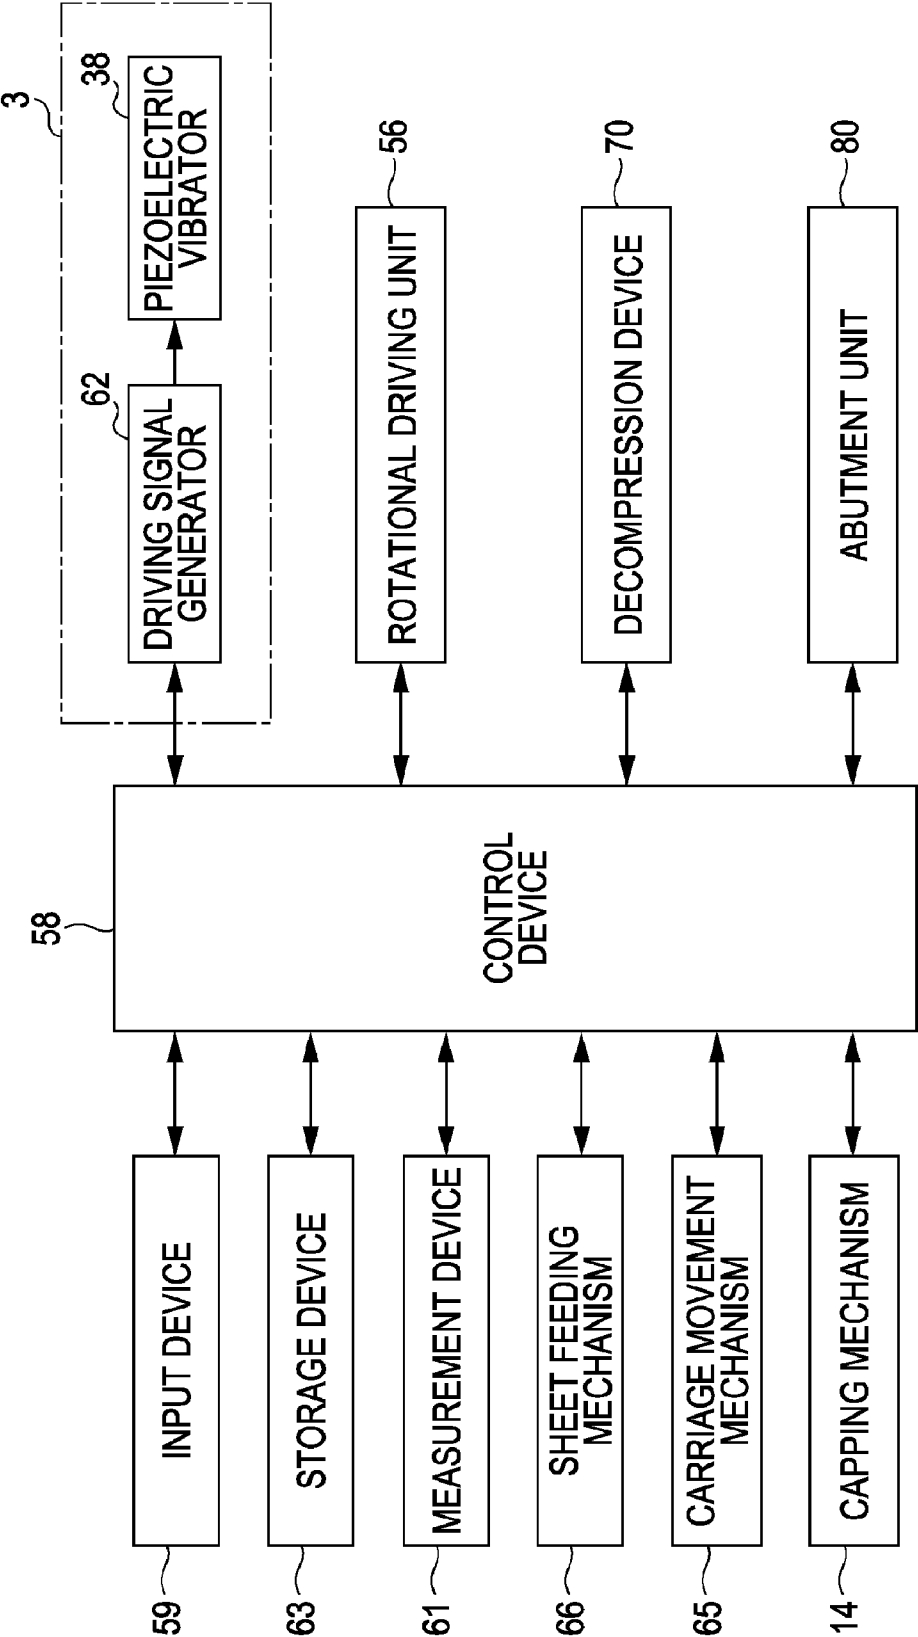 3
62
38
DRIVING SIGNAL
GENERATOR
PIEZOELECTRIC
VIBRATOR
58
CONTROL
DEVICE
59
INPUT DEVICE
63
STORAGE DEVICE
61
MEASUREMENT DEVICE
66
SHEET FEEDING
MECHANISM
65
CARRIAGE MOVEMENT
MECHANISM
14
CAPPING MECHANISM
ROTATIONAL DRIVING UNIT
56
DECOMPRESSION DEVICE
70
ABUTMENT UNIT
80